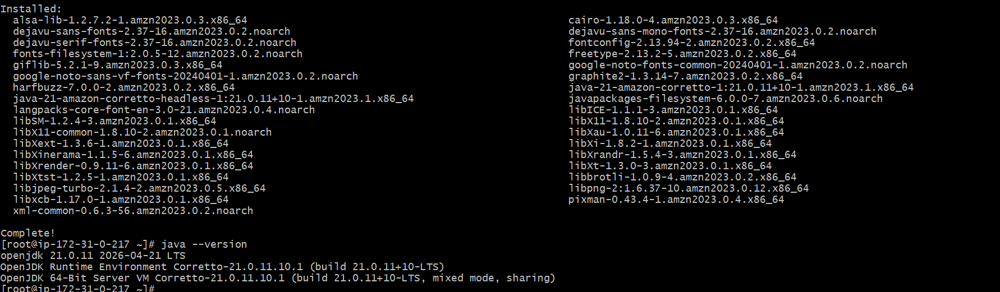 Installed:
  alsa-lib-1.2.7.2-1.amzn2023.0.3.x86_64    cairo-1.18.0-4.amzn2023.0.3.x86_64
  dejavu-sans-fonts-2.37-16.amzn2023.0.2.noarch    dejavu-sans-mono-fonts-2.37-16.amzn2023.0.2.noarch
  dejavu-serif-fonts-2.37-16.amzn2023.0.2.noarch    fontconfig-2.13.94-2.amzn2023.0.2.x86_64
  fonts-filesystem-1:2.0.5-12.amzn2023.0.2.noarch    freetype-2.13.2-5.amzn2023.0.2.x86_64
  giflib-5.2.1-9.amzn2023.0.3.x86_64    google-noto-fonts-common-20240401-1.amzn2023.0.2.noarch
  google-noto-sans-vf-fonts-20240401-1.amzn2023.0.2.noarch    graphite2-1.3.14-7.amzn2023.0.2.x86_64
  harfbuzz-7.0.0-2.amzn2023.0.2.x86_64    java-21-amazon-corretto-1:21.0.11+10-1.amzn2023.1.x86_64
  java-21-amazon-corretto-headless-1:21.0.11+10-1.amzn2023.1.x86_64    javapackages-filesystem-6.0.0-7.amzn2023.0.6.noarch
  langpacks-core-font-en-3.0-21.amzn2023.0.4.noarch    libICE-1.1.1-3.amzn2023.0.1.x86_64
  libSM-1.2.4-3.amzn2023.0.1.x86_64    libX11-1.8.10-2.amzn2023.0.1.x86_64
  libX11-common-1.8.10-2.amzn2023.0.1.noarch    libXau-1.0.11-6.amzn2023.0.1.x86_64
  libXext-1.3.6-1.amzn2023.0.1.x86_64    libXi-1.8.2-1.amzn2023.0.1.x86_64
  libXinerama-1.1.5-6.amzn2023.0.1.x86_64    libXrandr-1.5.4-3.amzn2023.0.1.x86_64
  libXrender-0.9.11-6.amzn2023.0.1.x86_64    libXt-1.3.0-3.amzn2023.0.1.x86_64
  libXtst-1.2.5-1.amzn2023.0.1.x86_64    libbrotli-1.0.9-4.amzn2023.0.2.x86_64
  libjpeg-turbo-2.1.4-2.amzn2023.0.5.x86_64    libpng-2:1.6.37-10.amzn2023.0.12.x86_64
  libxcb-1.17.0-1.amzn2023.0.1.x86_64    pixman-0.43.4-1.amzn2023.0.4.x86_64
  xml-common-0.6.3-56.amzn2023.0.2.noarch

Complete!
[root@ip-172-31-0-217 ~]# java --version
openjdk 21.0.11 2026-04-21 LTS
OpenJDK Runtime Environment Corretto-21.0.11.10.1 (build 21.0.11+10-LTS)
OpenJDK 64-Bit Server VM Corretto-21.0.11.10.1 (build 21.0.11+10-LTS, mixed mode, sharing)
[root@ip-172-31-0-217 ~]#